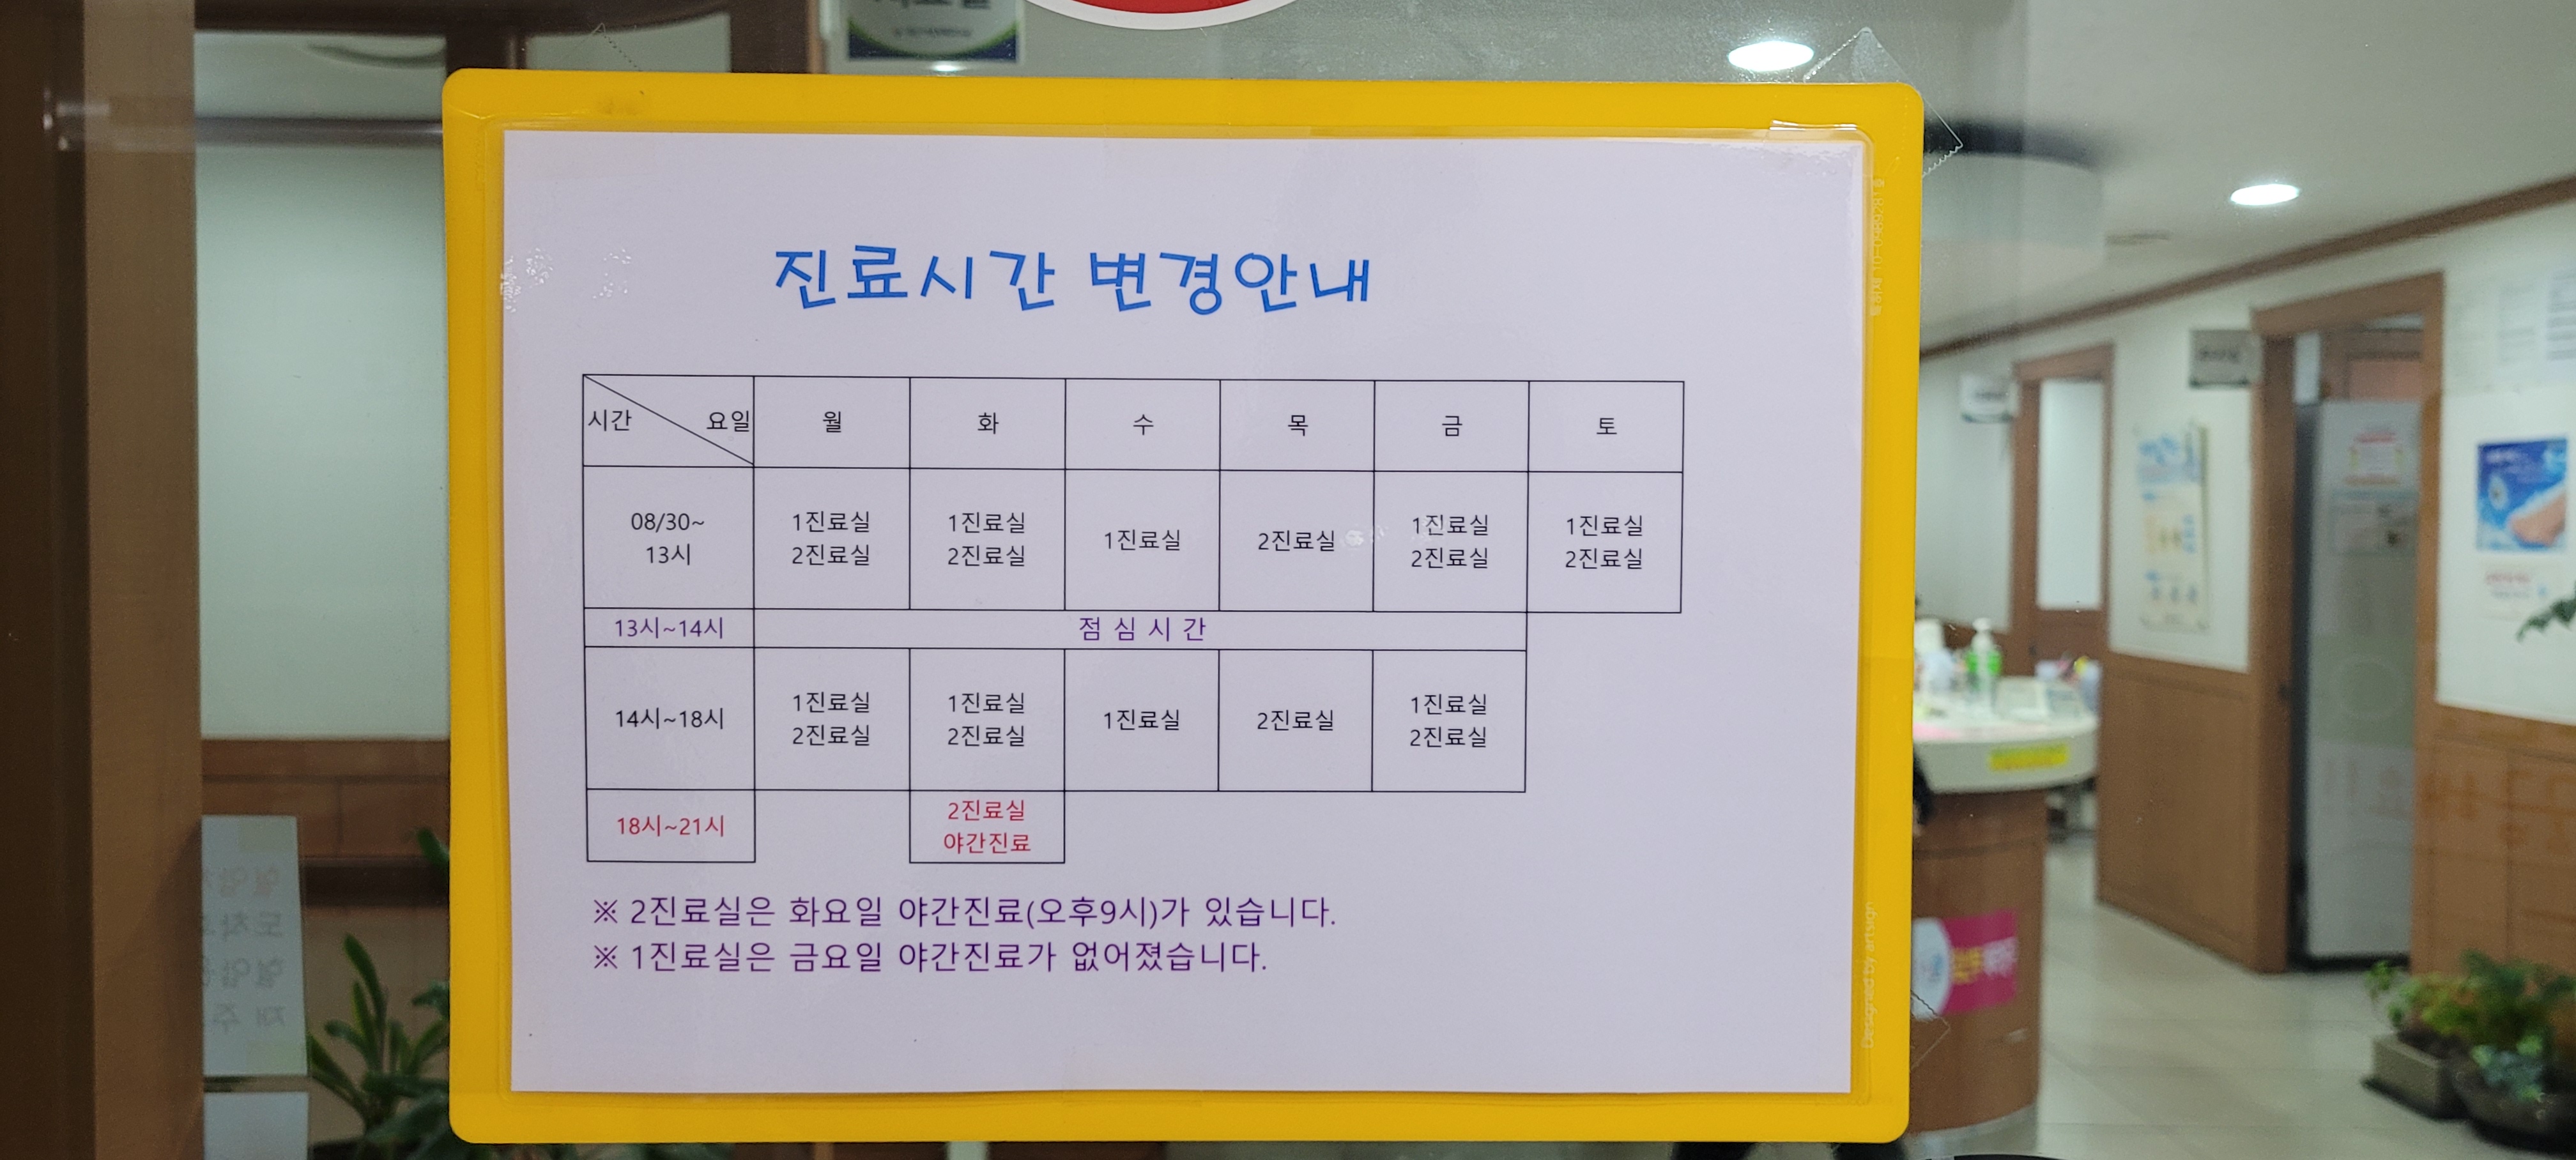 진료시간 변경안내
시간 요일 월 화 수 목 금 토
08/30~
13시
1진료실
2진료실
1진료실
2진료실
1진료실
2진료실
1진료실
2진료실
1진료실
2진료실
13시~14시 점 심 시 간
14시~18시
1진료실
2진료실
1진료실
2진료실
1진료실
2진료실
1진료실
2진료실
18시~21시
2진료실
야간진료
※ 2진료실은 화요일 야간진료(오후9시)가 있습니다.
※ 1진료실은 금요일 야간진료가 없어졌습니다.
Designed by artsign